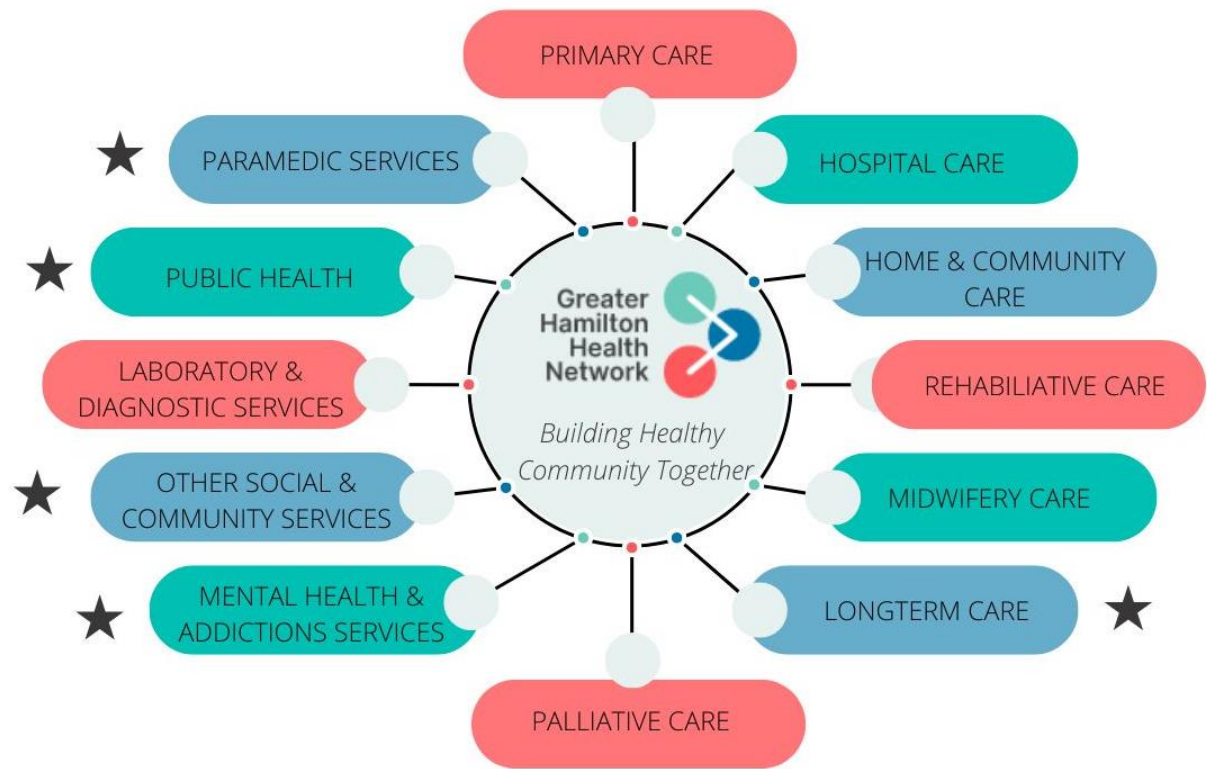 PRIMARY CARE
PARAMEDIC SERVICES
HOSPITAL CARE
PUBLIC HEALTH
HOME & COMMUNITY
CARE
LABORATORY &
DIAGNOSTIC SERVICES
Greater
Hamilton
Health
Network
Building Healthy
Community Together
REHABILIATIVE CARE
OTHER SOCIAL &
COMMUNITY SERVICES
MIDWIFERY CARE
MENTAL HEALTH &
ADDICTIONS SERVICES
LONGTERM CARE
PALLIATIVE CARE